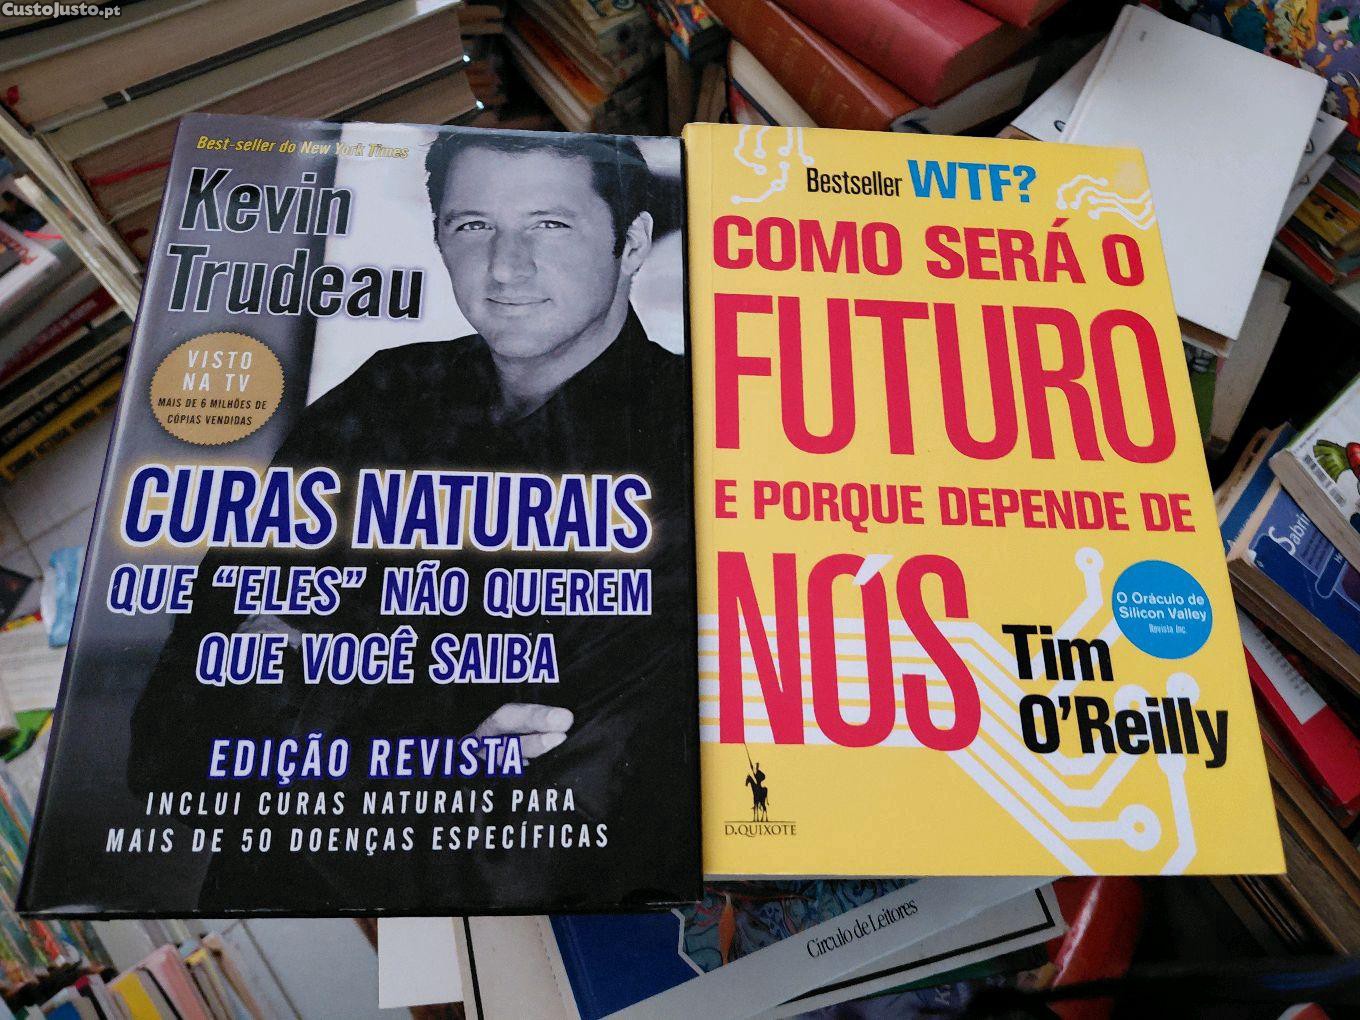 CustoJusto.pt
Best-seller do New York Times
Kevin
Trudeau
VISTO
NA TV
MAIS DE 6 MILHÕES DE
CÓPIAS VENDIDAS
CURAS NATURAIS
QUE “ELES” NÃO QUEREM
QUE VOCÊ SAIBA
EDIÇÃO REVISTA
INCLUI CURAS NATURAIS PARA
MAIS DE 50 DOENÇAS ESPECÍFICAS
Bestseller WTF?
COMO SERÁ O
FUTURO
E PORQUE DEPENDE DE
NÓS
O Oráculo de
Silicon Valley
Revista Inc.
Tim
O'Reilly
D.QUIXOTE
Círculo de Leitores